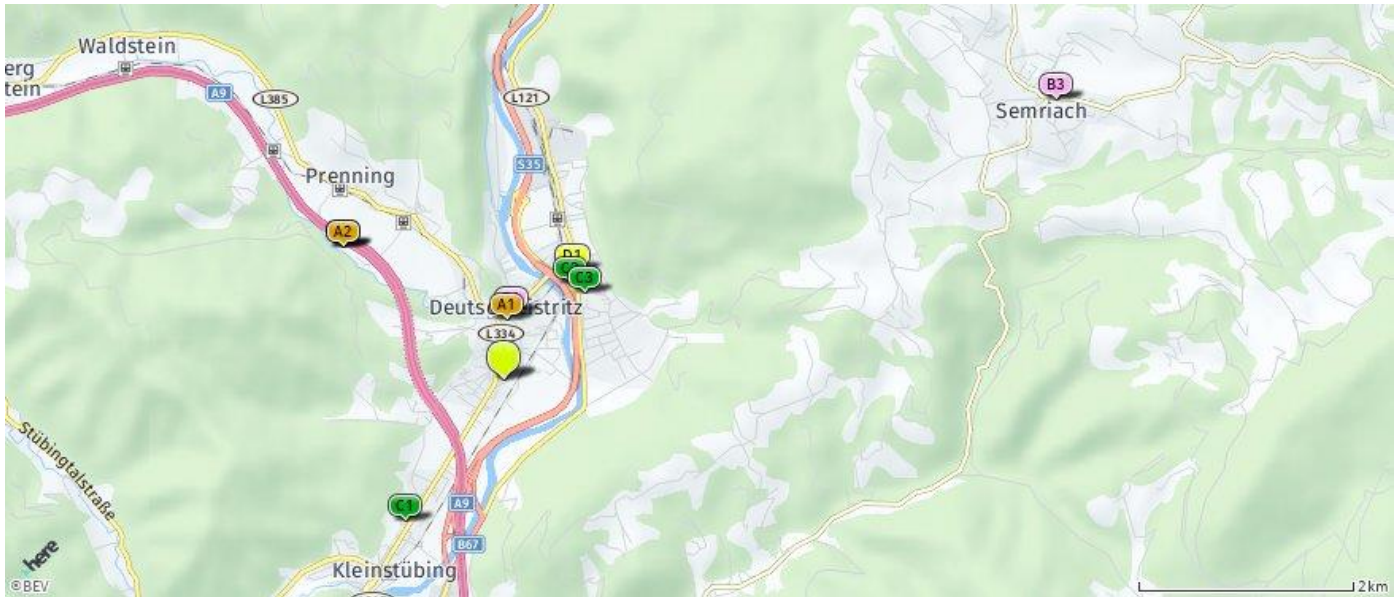 Waldstein
erg
tein
A9
L385
L121
B3
Semriach
S35
Prenning
A2
D1
C3
A1
L334
Stübingtalstraße
C1
A9
B67
Kleinstübing
here
©BEV
2km